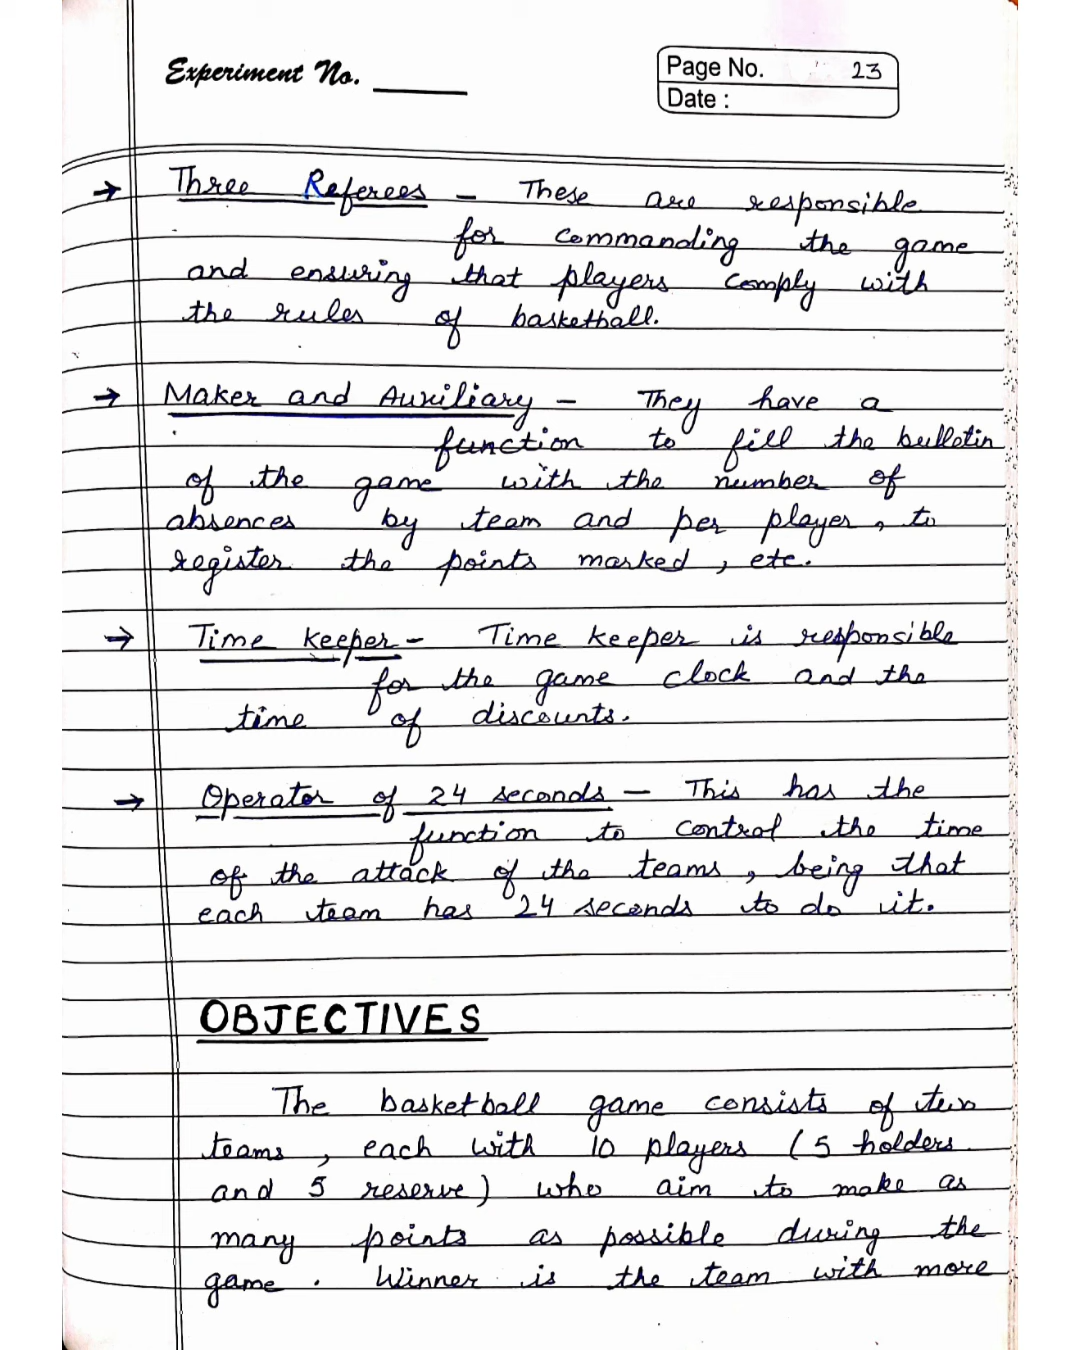 Experiment No.
Page No. 23
Date :
→ Three Referees – These are responsible
for commanding the game
and ensuring that players comply with
the rules of basketball.
→ Maker and Auxiliary – They have a
function to fill the bulletin
of the game with the number of
absences by team and per player, to
register the points marked, etc.
→ Time keeper – Time keeper is responsible
for the game clock and the
time of discounts.
→ Operator of 24 seconds – This has the
function to control the time
of the attack of the teams, being that
each team has 24 seconds to do it.
OBJECTIVES
The basketball game consists of two
teams, each with 10 players (5 holders
and 5 reserve) who aim to make as
many points as possible during the
game. Winner is the team with more